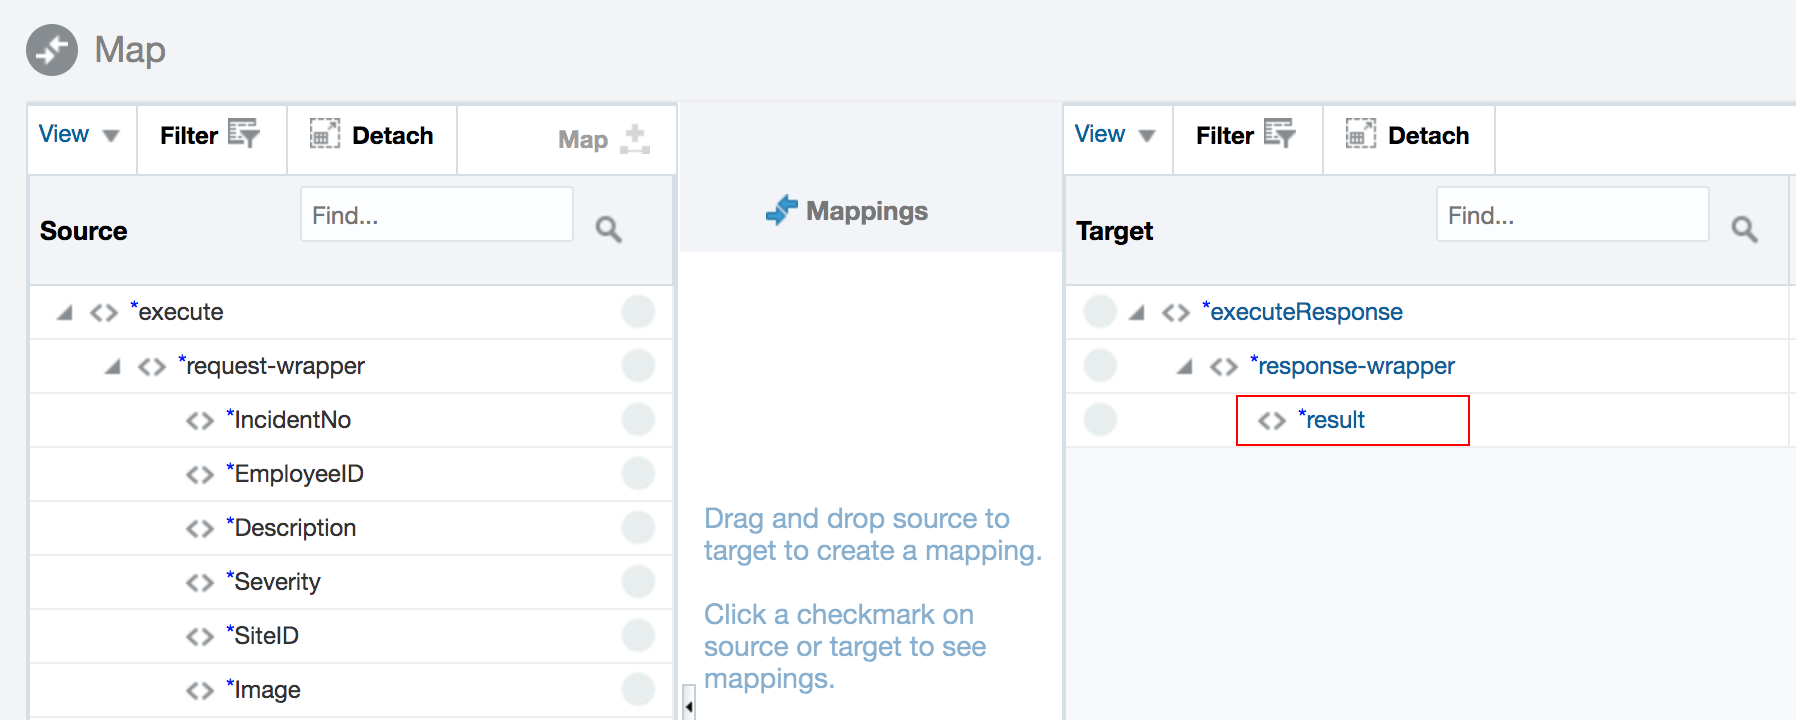 Map
View
Filter
Detach
Map
View
Filter
Detach
Source
Find...
Mappings
Target
Find...
*execute
*request-wrapper
*IncidentNo
*EmployeeID
*Description
*Severity
*SiteID
*Image
Drag and drop source to
target to create a mapping.
Click a checkmark on
source or target to see
mappings.
*executeResponse
*response-wrapper
*result